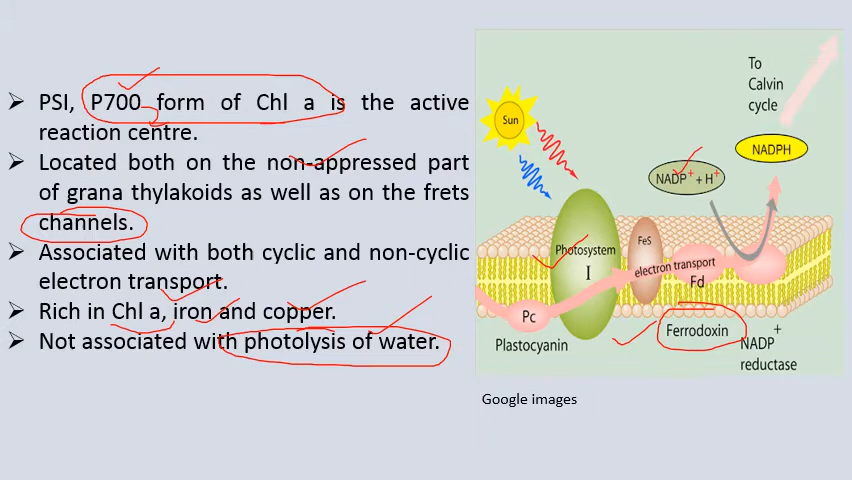 ➢ PSI, P700 form of Chl a is the active
reaction centre.
➢ Located both on the non-appressed part
of grana thylakoids as well as on the frets
channels.
➢ Associated with both cyclic and non-cyclic
electron transport.
➢ Rich in Chl a, iron and copper.
➢ Not associated with photolysis of water.
To
Calvin
cycle
Sun
NADPH
NADP+ + H+
Photosystem
I
FeS
electron transport
Fd
Pc
Plastocyanin
Ferrodoxin
NADP+
reductase
Google images